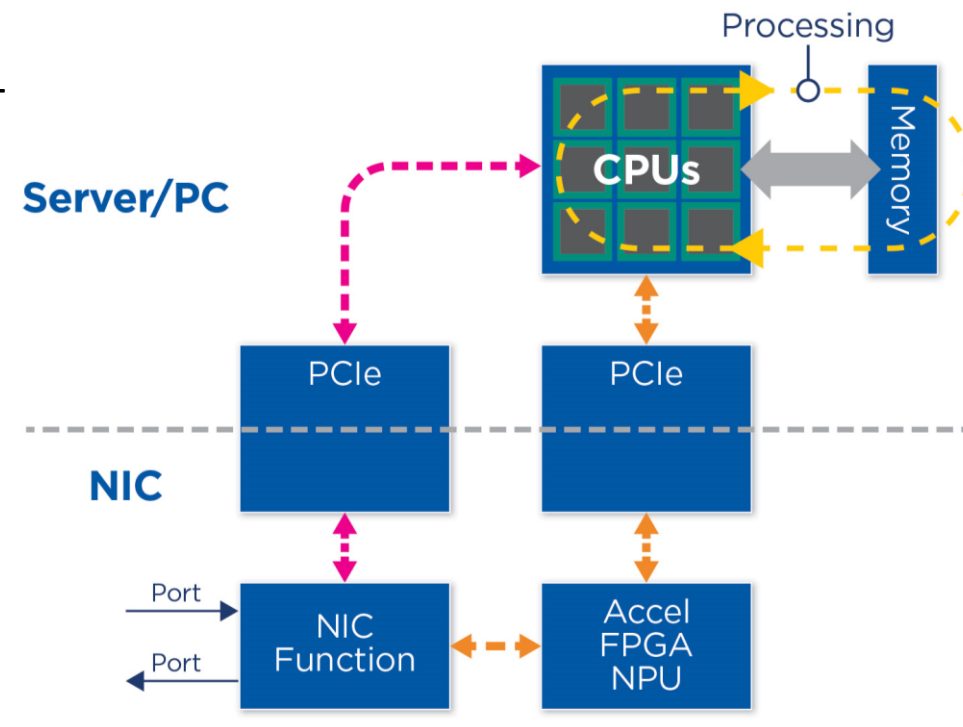 Processing
Server/PC
CPUs
Memory
PCIe
PCIe
NIC
Port
Port
NIC
Function
Accel
FPGA
NPU